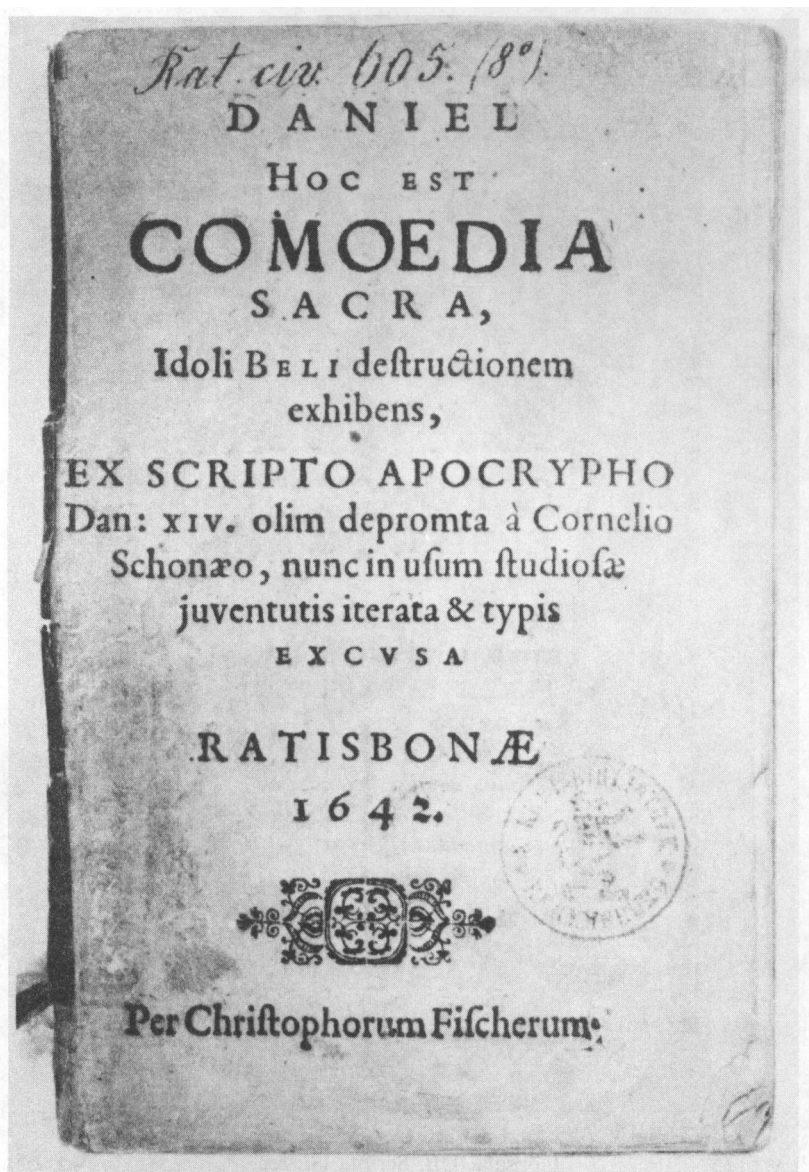 Rat. civ. 605. (8°).
DANIEL
HOC EST
COMOEDIA
SACRA,
Idoli BELI deſtructionem
exhibens,
EX SCRIPTO APOCRYPHO
Dan: XIV. olim depromta à Cornelio
Schonæo, nunc in uſum ſtudioſæ
juventutis iterata & typis
EXCVSA
RATISBONÆ
1642.
Per Chriſtophorum Fiſcherum.